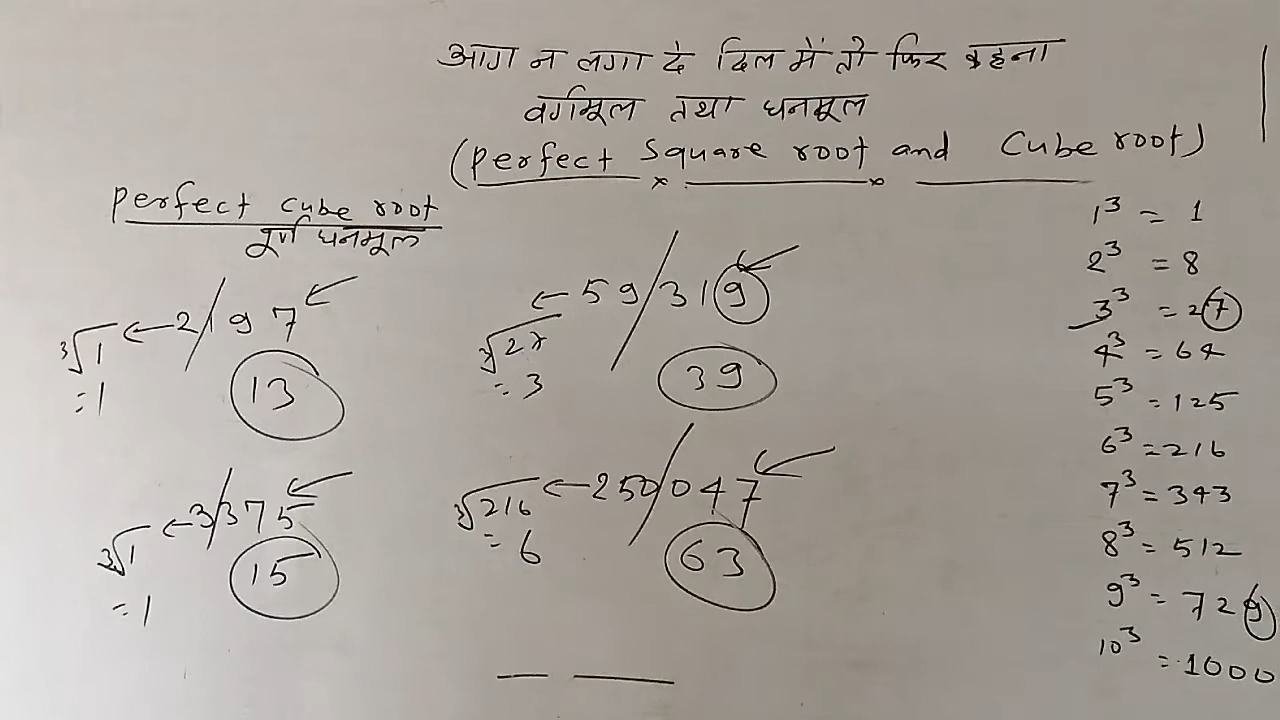 आग न लगा दे दिल में तो फिर कहना
वर्गमूल तथा घनमूल
(Perfect Square root and Cube root)
Perfect Cube root
पूर्ण घनमूल
2/197
∛1
=1
13
59/319
∛27
=3
39
3/375
∛1
=1
15
250/047
∛216
=6
63
1³ = 1
2³ = 8
3³ = 27
4³ = 64
5³ = 125
6³ = 216
7³ = 343
8³ = 512
9³ = 729
10³ = 1000